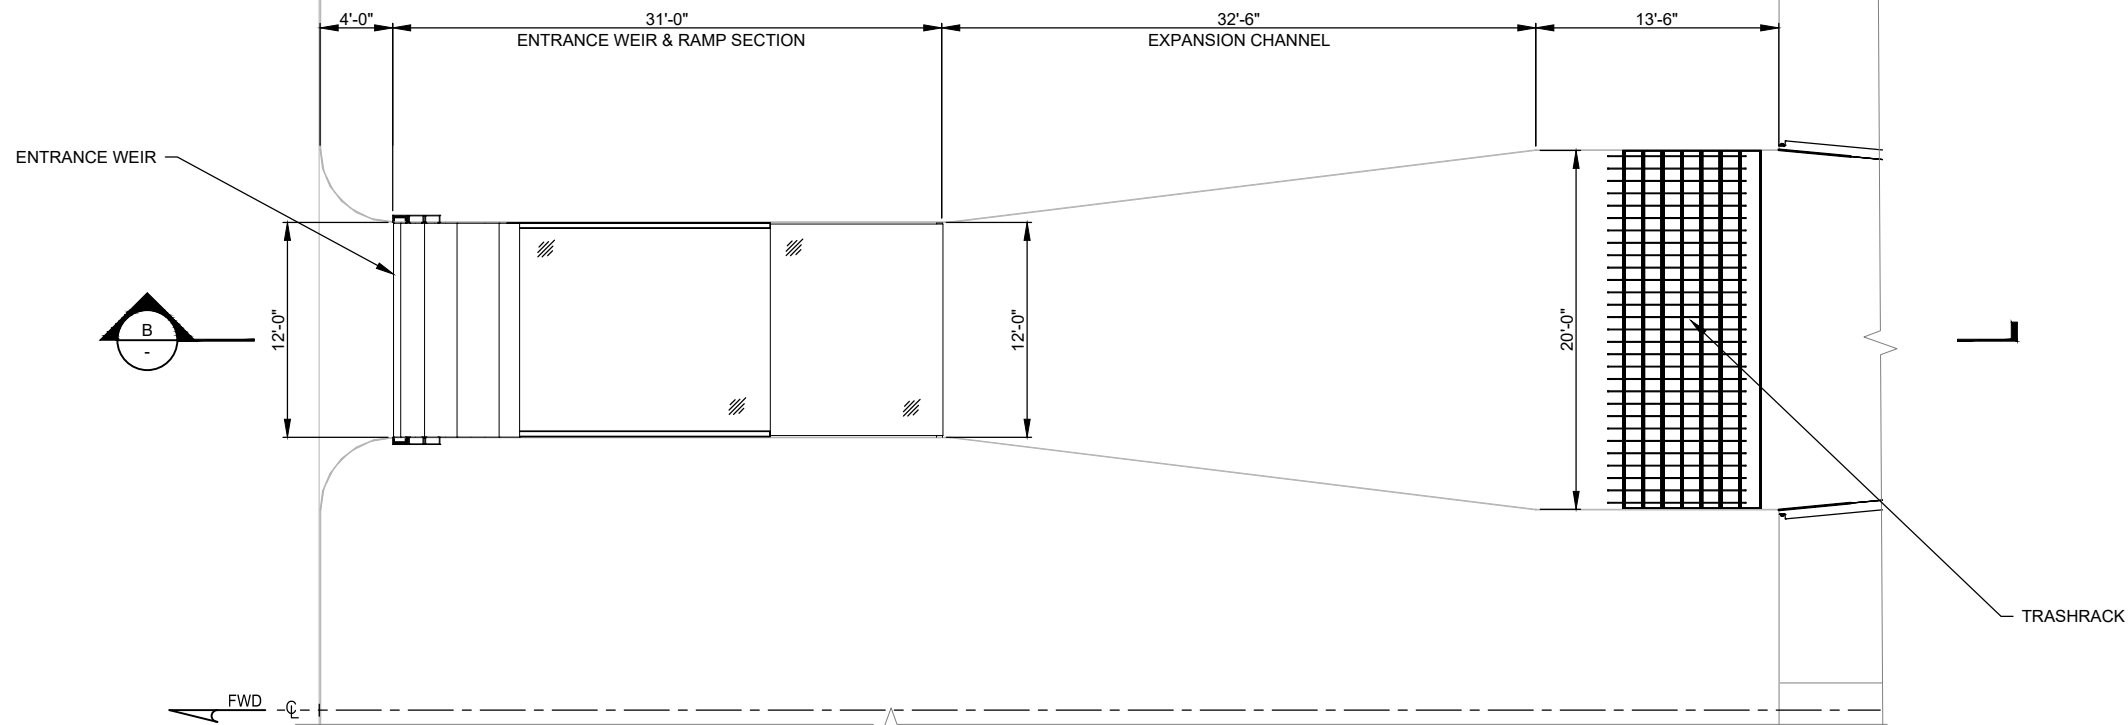 4'-0"
31'-0"
32'-6"
13'-6"
ENTRANCE WEIR & RAMP SECTION
EXPANSION CHANNEL
ENTRANCE WEIR
B
-
12'-0"
12'-0"
20'-0"
TRASHRACK
FWD
℄